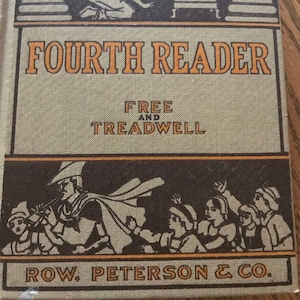 FOURTH READER
FREE
AND
TREADWELL
ROW, PETERSON & CO.